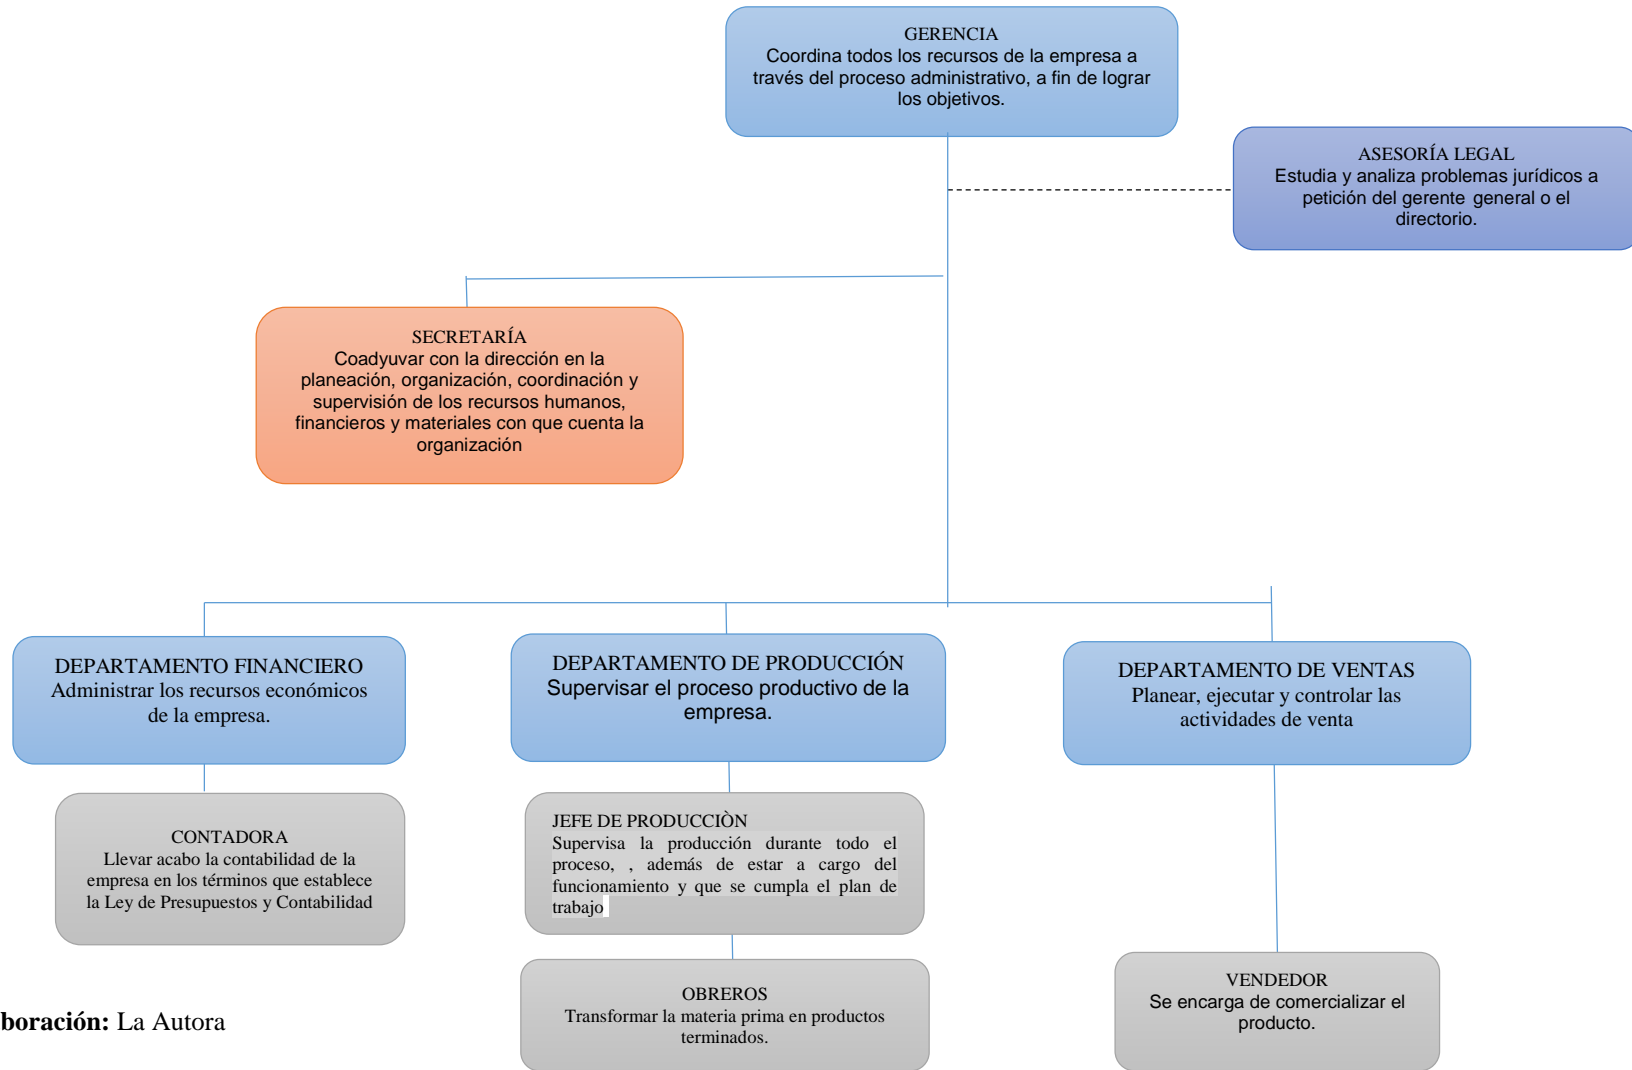 GERENCIA
Coordina todos los recursos de la empresa a
través del proceso administrativo, a fin de lograr
los objetivos.
ASESORÍA LEGAL
Estudia y analiza problemas jurídicos a
petición del gerente general o el
directorio.
SECRETARÍA
Coadyuvar con la dirección en la
planeación, organización, coordinación y
supervisión de los recursos humanos,
financieros y materiales con que cuenta la
organización
DEPARTAMENTO FINANCIERO
Administrar los recursos económicos
de la empresa.
DEPARTAMENTO DE PRODUCCIÓN
Supervisar el proceso productivo de la
empresa.
DEPARTAMENTO DE VENTAS
Planear, ejecutar y controlar las
actividades de venta
CONTADORA
Llevar acabo la contabilidad de la
empresa en los términos que establece
la Ley de Presupuestos y Contabilidad
JEFE DE PRODUCCIÒN
Supervisa la producción durante todo el
proceso, , además de estar a cargo del
funcionamiento y que se cumpla el plan de
trabajo
OBREROS
Transformar la materia prima en productos
terminados.
VENDEDOR
Se encarga de comercializar el
producto.
boración: La Autora